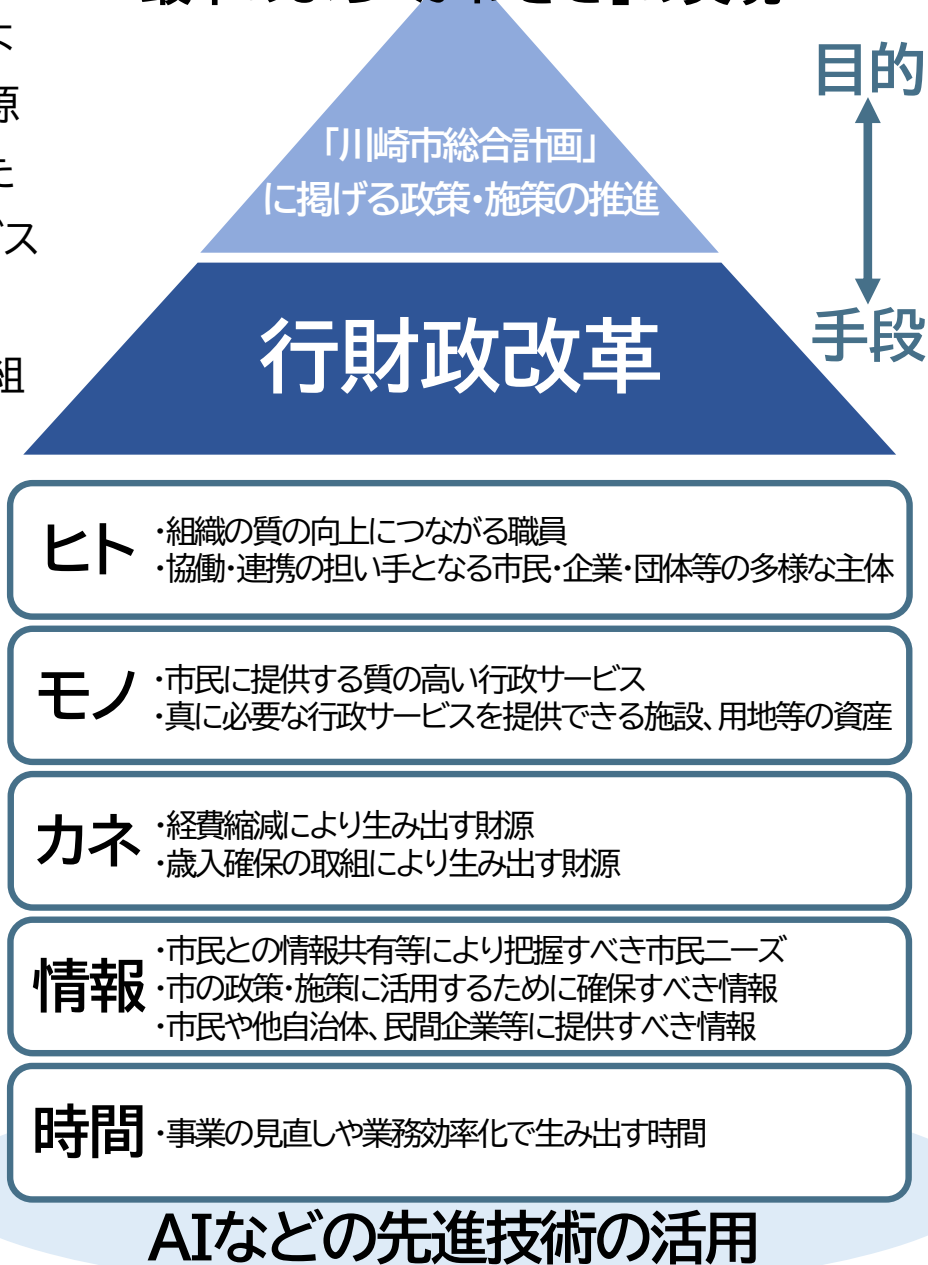 源
ス
組
目的
「川崎市総合計画」
に掲げる政策・施策の推進
行財政改革
手段
ヒト
・組織の質の向上につながる職員
・協働・連携の担い手となる市民・企業・団体等の多様な主体
モノ
・市民に提供する質の高い行政サービス
・真に必要な行政サービスを提供できる施設、用地等の資産
カネ
・経費縮減により生み出す財源
・歳入確保の取組により生み出す財源
情報
・市民との情報共有等により把握すべき市民ニーズ
・市の政策・施策に活用するために確保すべき情報
・市民や他自治体、民間企業等に提供すべき情報
時間
・事業の見直しや業務効率化で生み出す時間
AIなどの先進技術の活用